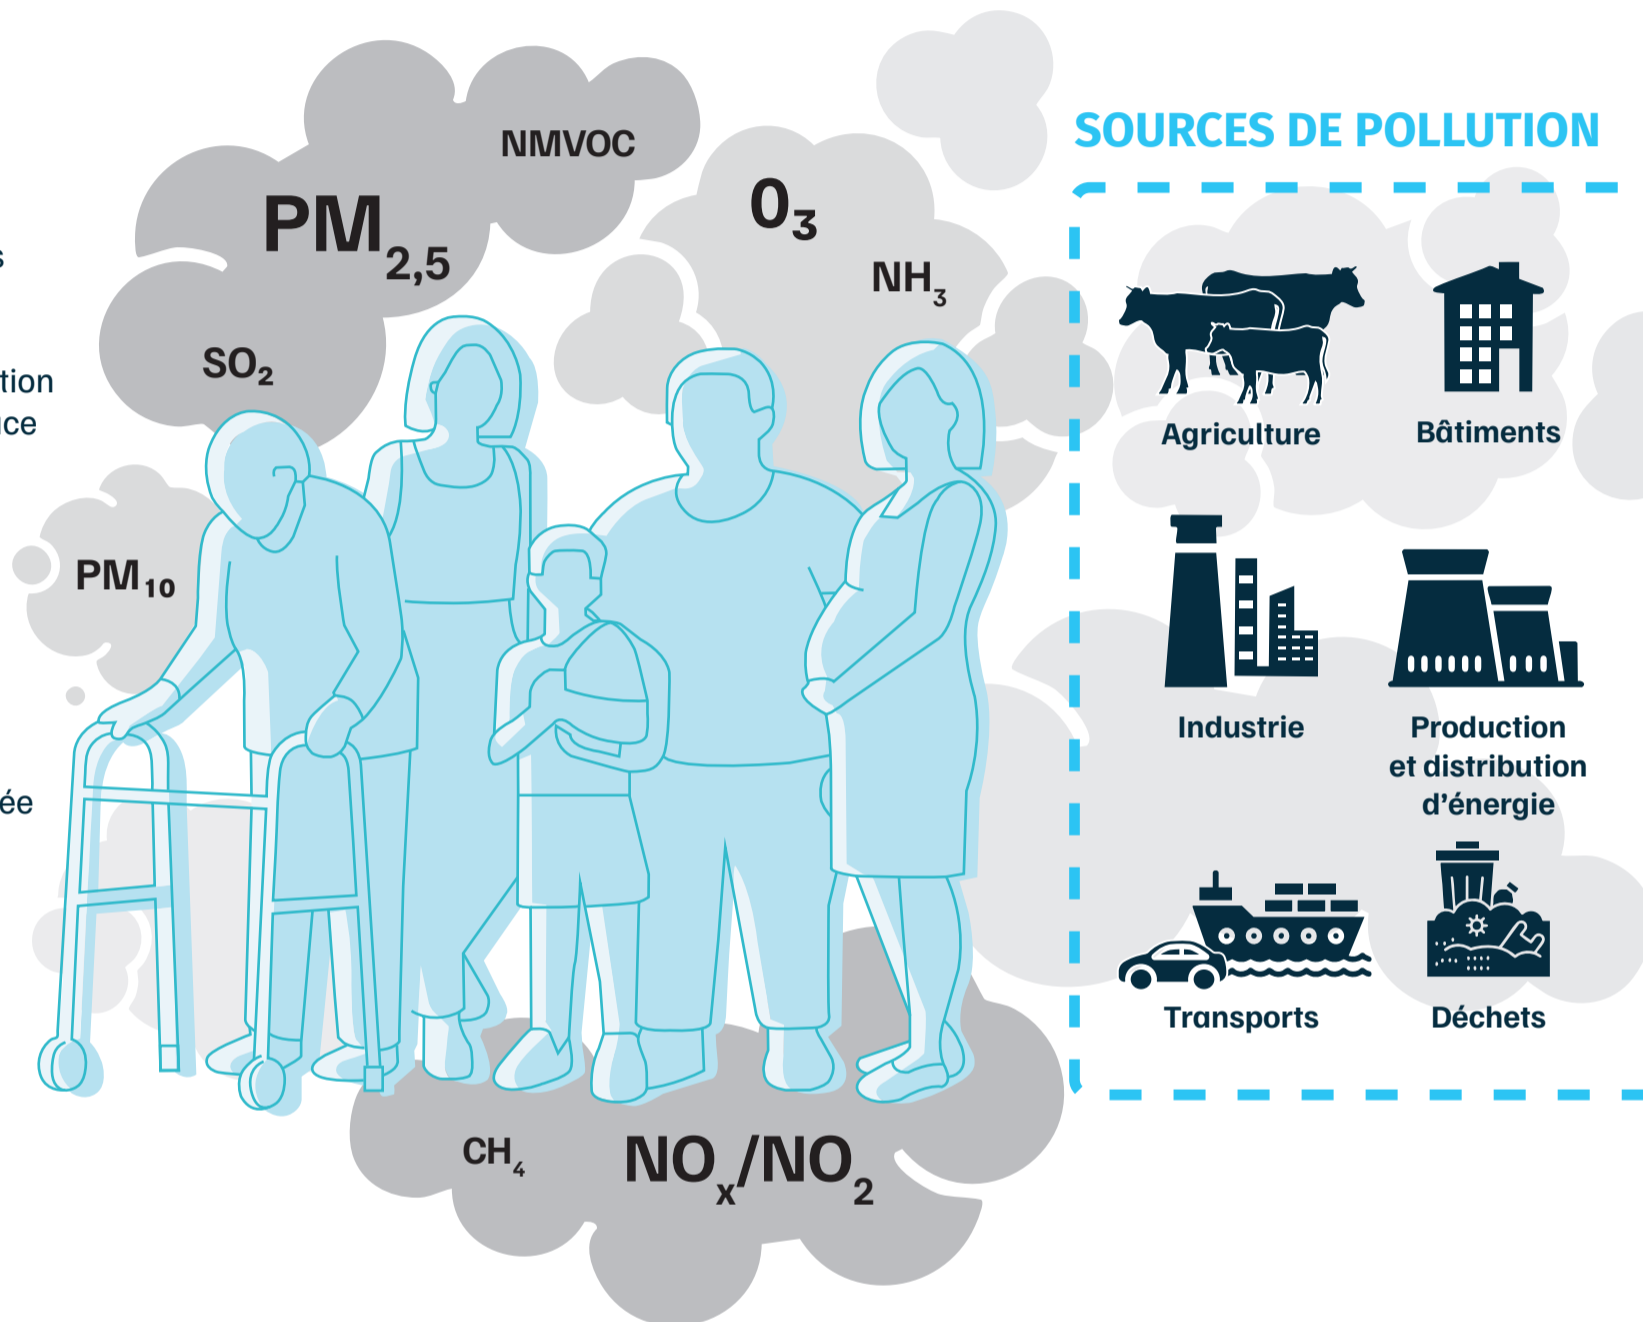 NMVOC
PM2,5
O3
NH3
SO2
PM10
CH4
NOx/NO2
SOURCES DE POLLUTION
Agriculture
Bâtiments
Industrie
Production
et distribution
d’énergie
Transports
Déchets